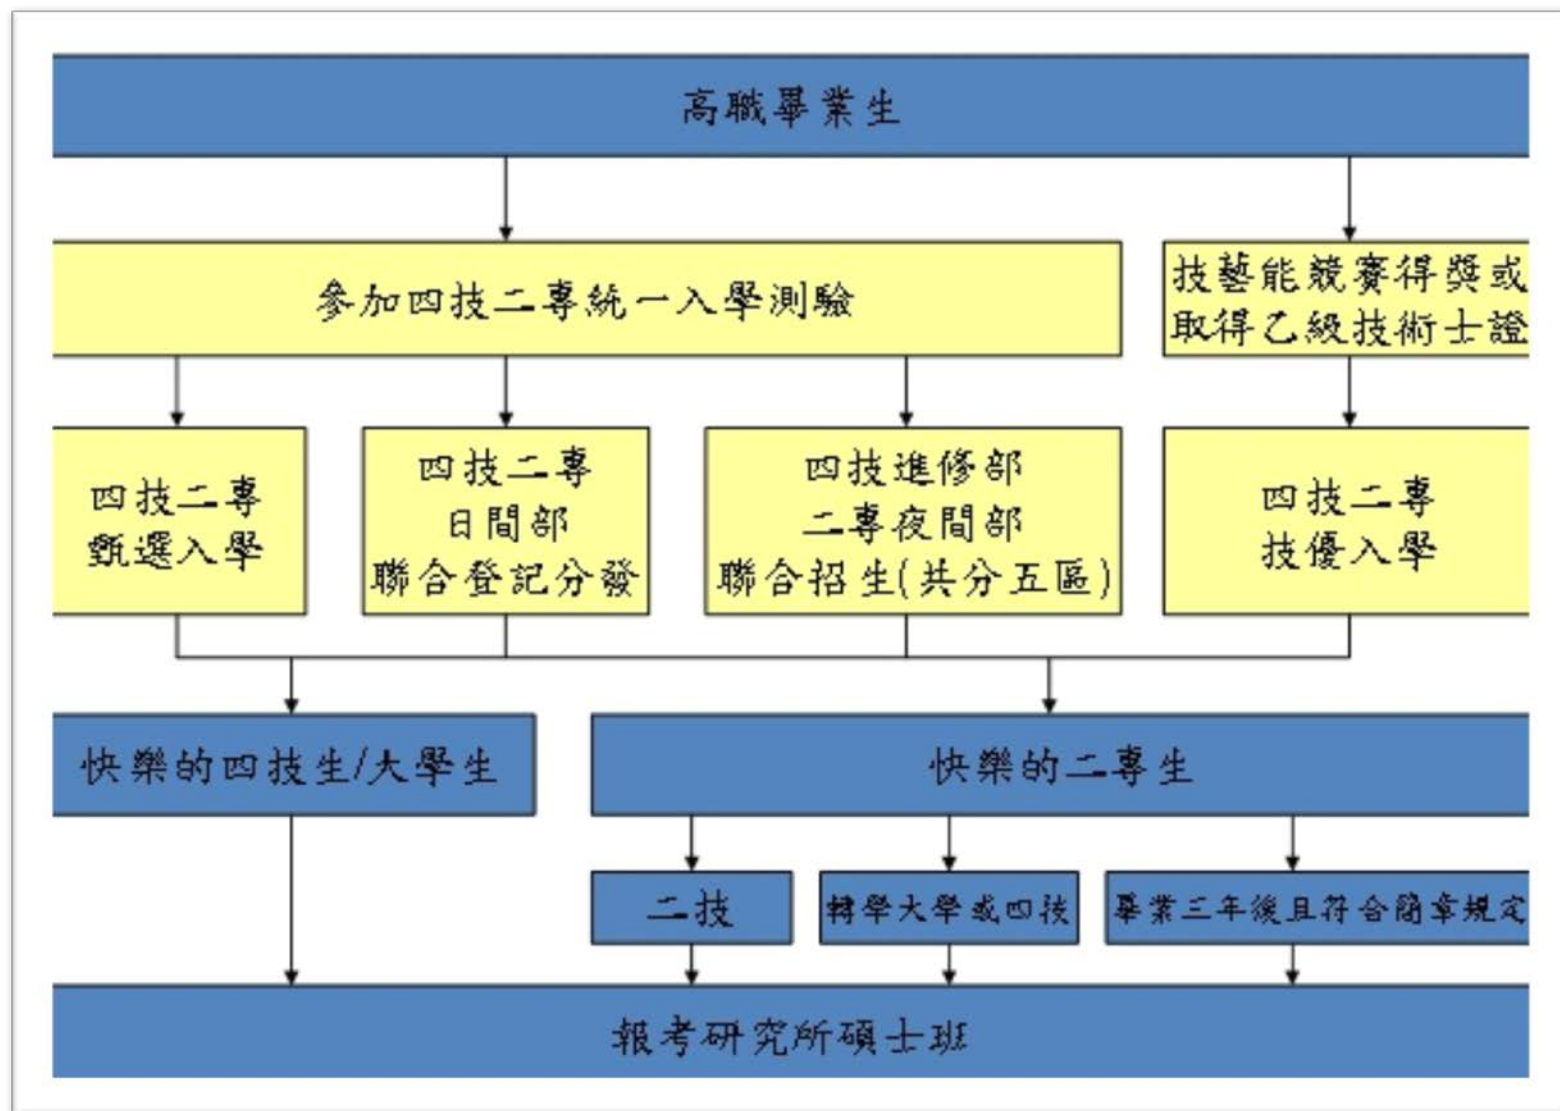 高職畢業生
參加四技二專統一入學測驗
技藝能競賽得獎或
取得乙級技術士證
四技二專
甄選入學
四技二專
日間部
聯合登記分發
四技進修部
二專夜間部
聯合招生(共分五區)
四技二專
技優入學
快樂的四技生/大學生
快樂的二專生
二技
轉學大學或四技
畢業三年後且符合簡章規定
報考研究所碩士班